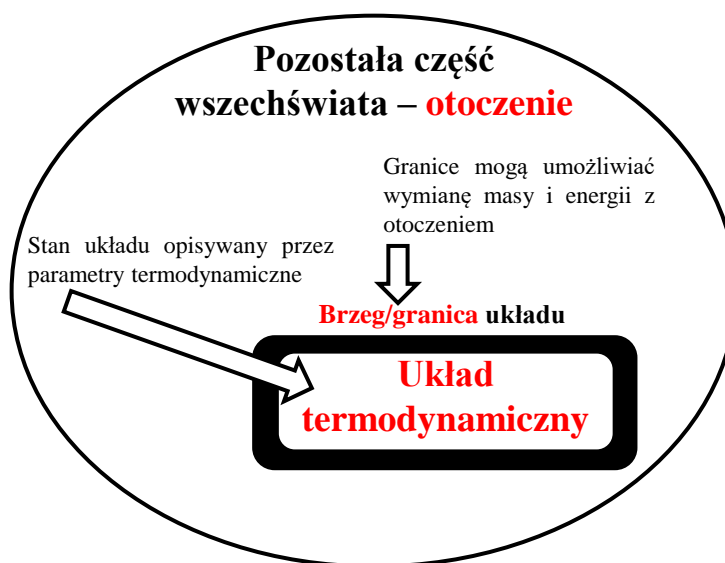 Pozostała część
wszechświata – otoczenie
Granice mogą umożliwiać
wymianę masy i energii z
otoczeniem
Stan układu opisywany przez
parametry termodynamiczne
Brzeg/granica układu
Układ
termodynamiczny